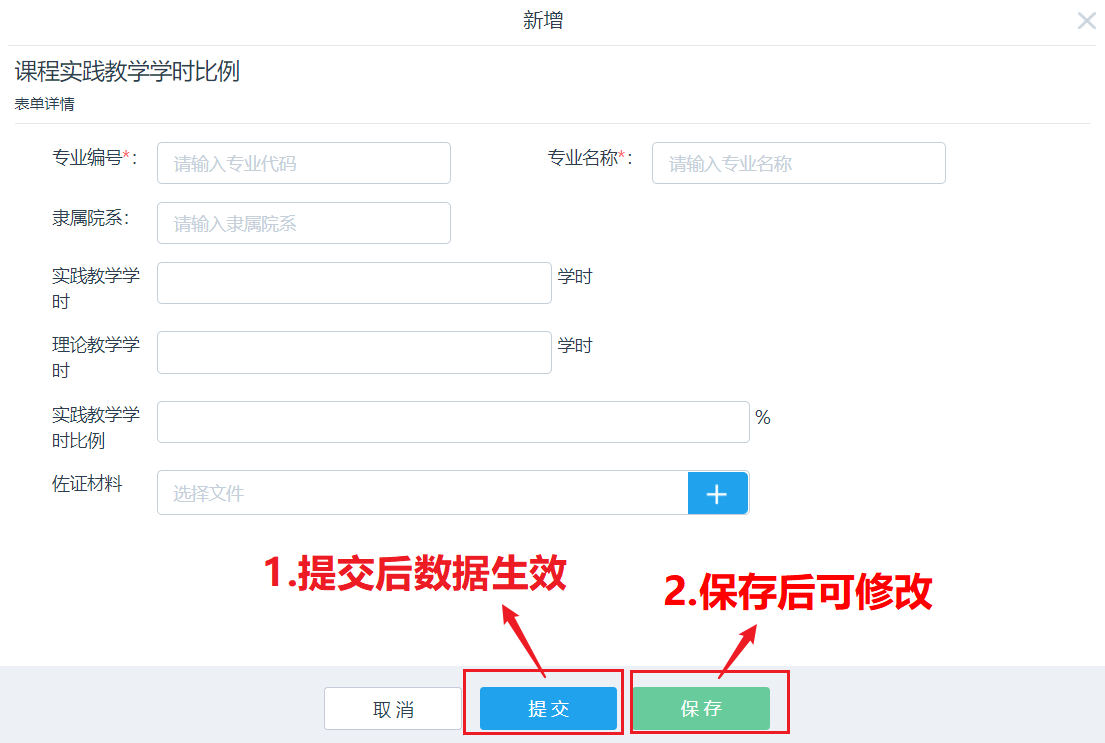 新增
课程实践教学学时比例
表单详情
专业编号*： 请输入专业代码 专业名称*： 请输入专业名称
隶属院系： 请输入隶属院系
实践教学学
时
学时
理论教学学
时
学时
实践教学学
时比例
%
佐证材料 选择文件
1.提交后数据生效
2.保存后可修改
取消 提交 保存